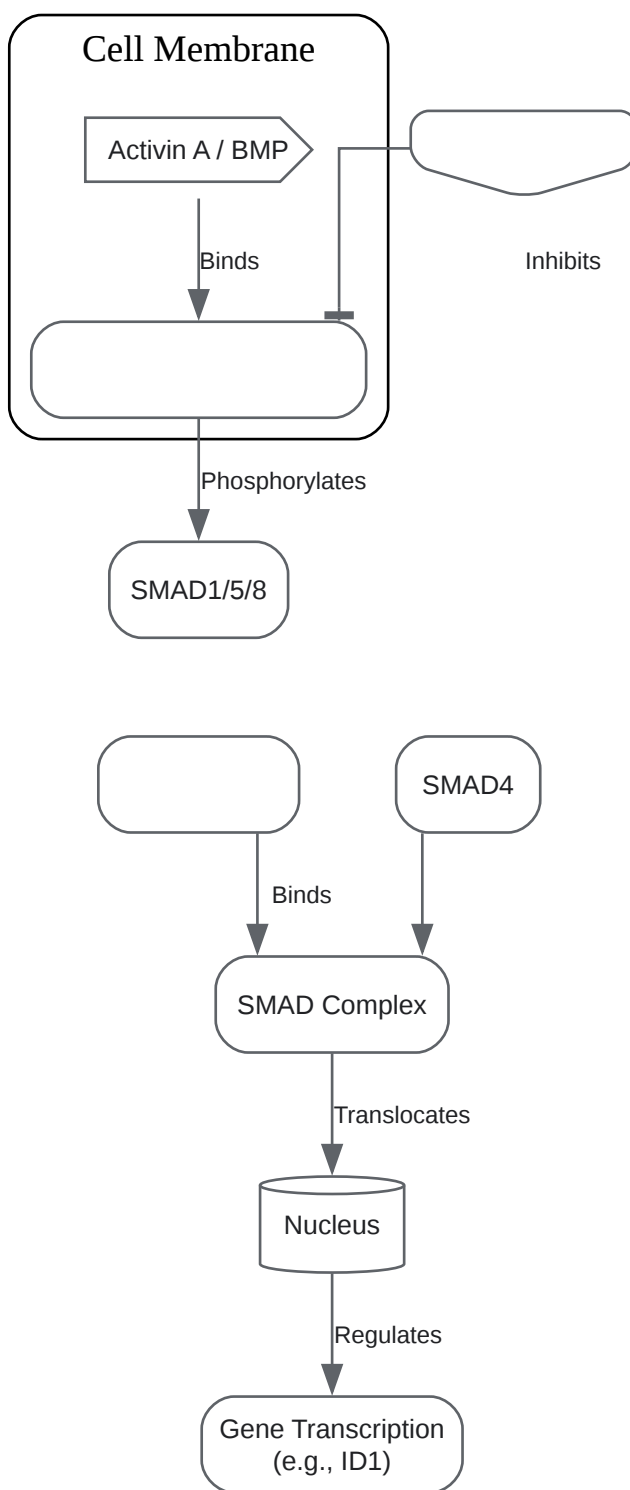 Cell Membrane
Activin A / BMP
Binds
Inhibits
Phosphorylates
SMAD1/5/8
SMAD4
Binds
SMAD Complex
Translocates
Nucleus
Regulates
Gene Transcription
(e.g., ID1)